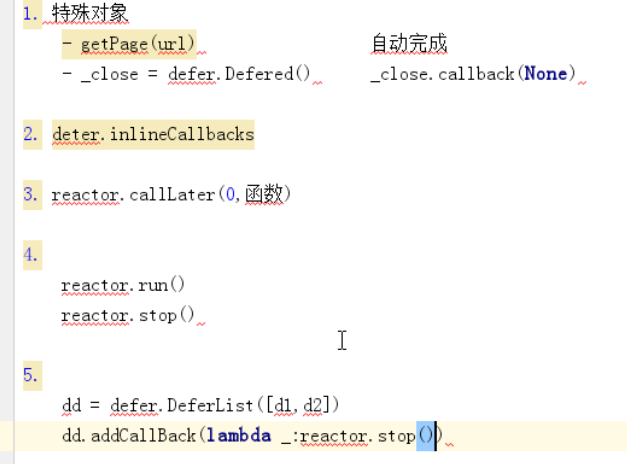 1. 特殊对象
- getPage(url) 自动完成
- _close = defer.Defered() _close.callback(None)
2. deter.inlineCallbacks
3. reactor.callLater(0,函数)
4.
reactor.run()
reactor.stop()
5.
dd = defer.DeferList([d1,d2])
dd.addCallBack(lambda _:reactor.stop())